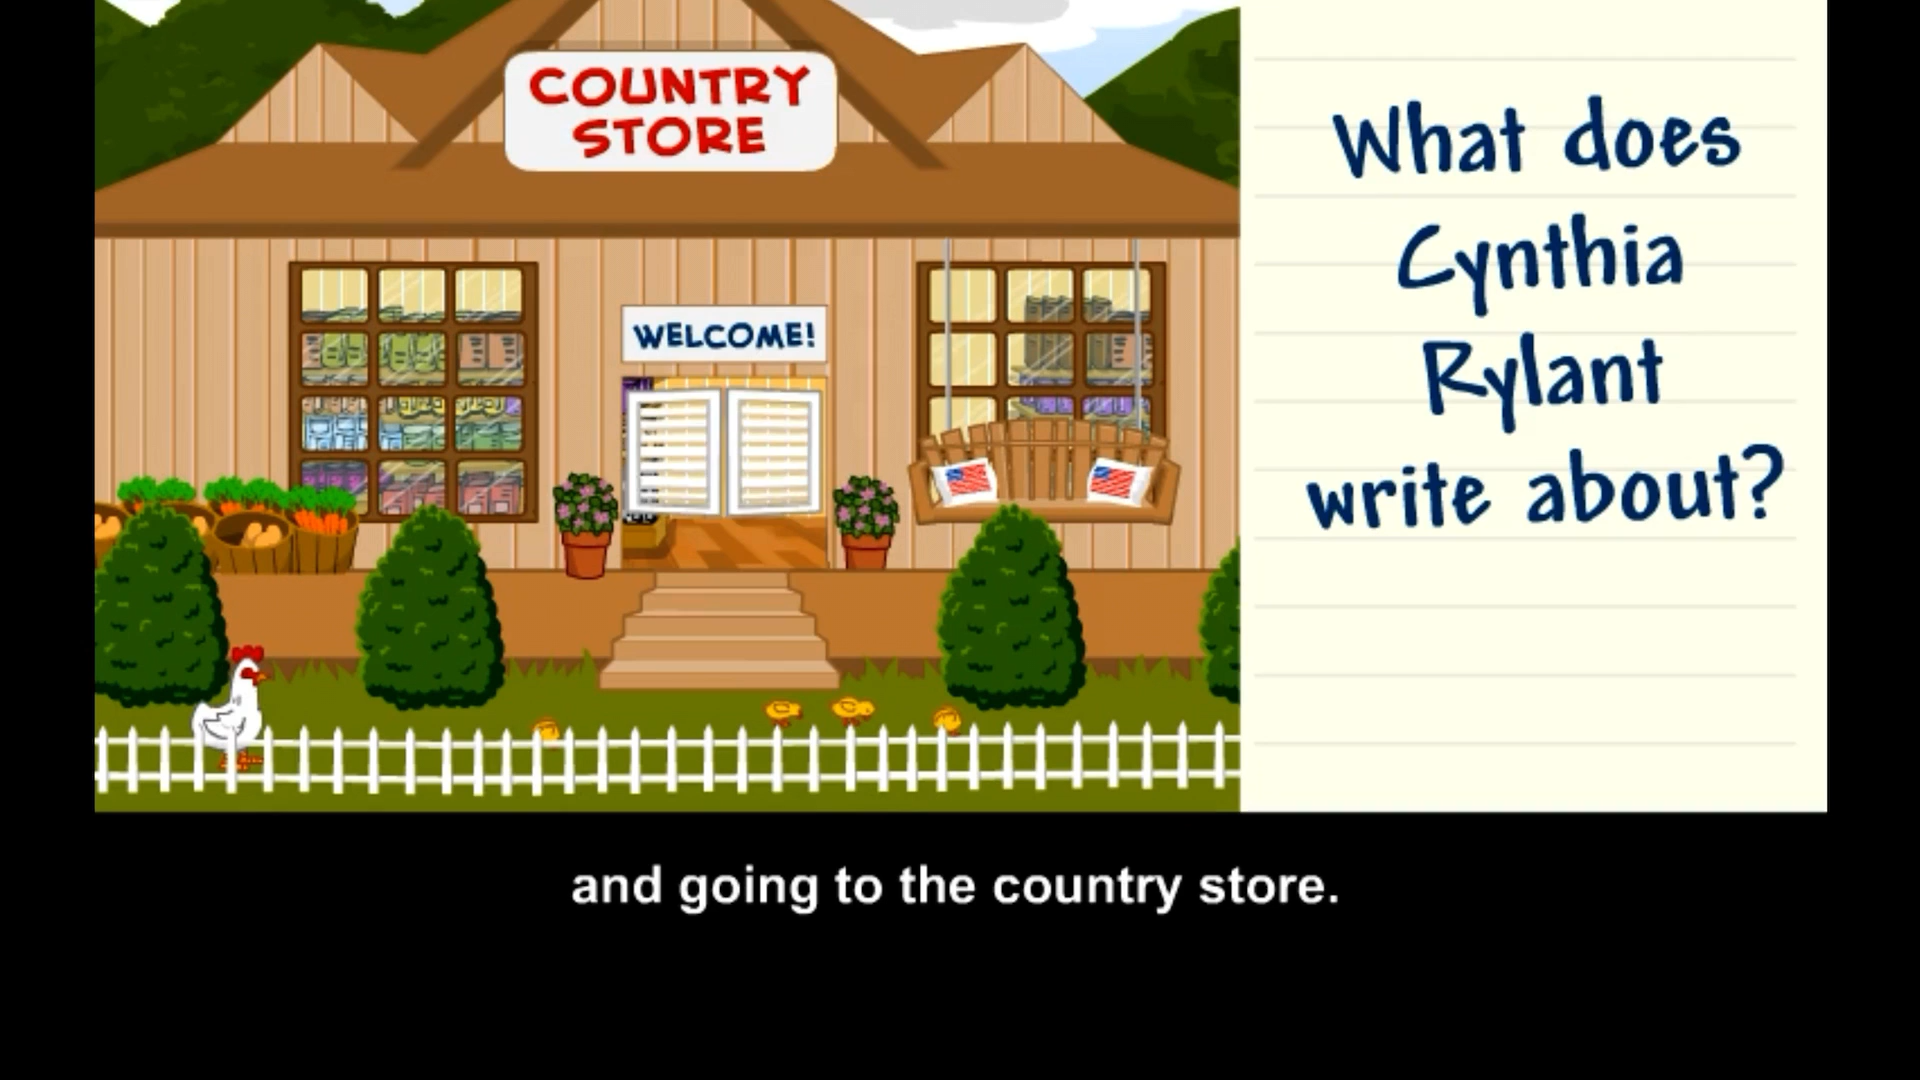 COUNTRY
STORE
WELCOME!
What does
Cynthia
Rylant
write about?
and going to the country store.